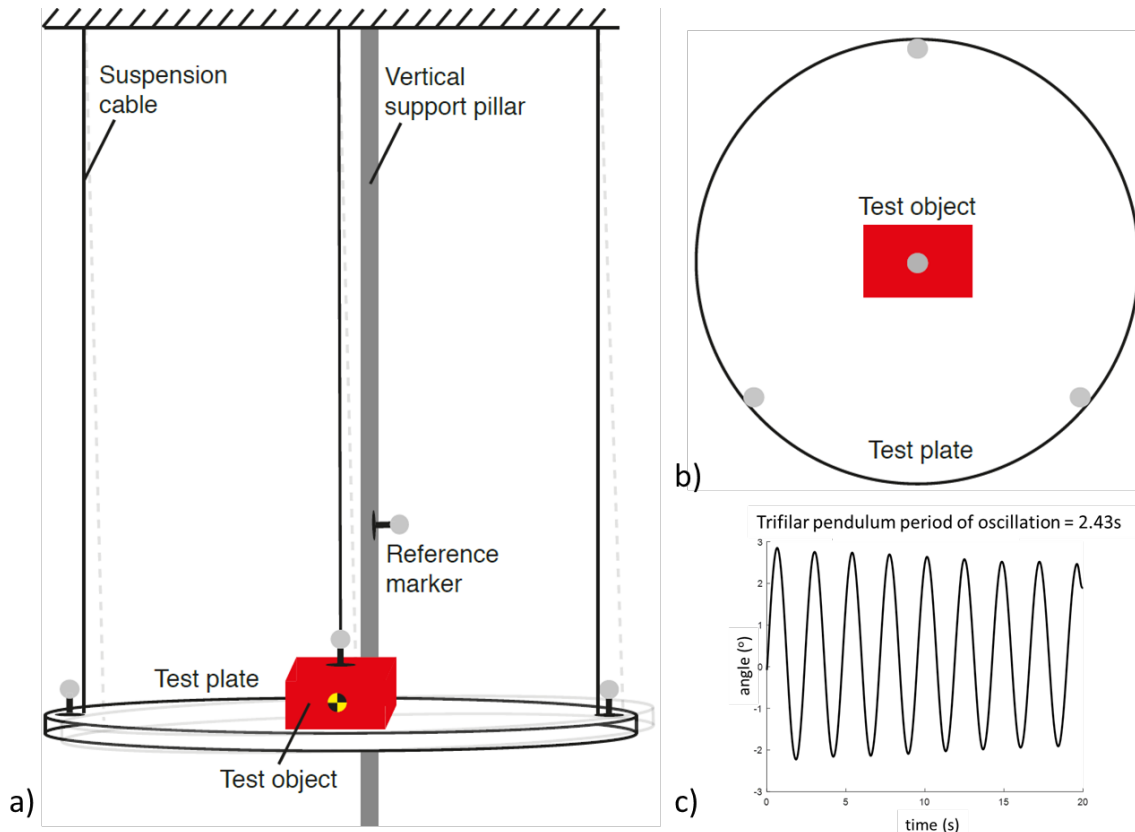 Suspension
cable
Vertical
support pillar
Reference
marker
Test plate
Test object
a)
Test object
Test plate
b)
Trifilar pendulum period of oscillation = 2.43s
3
2
1
0
-1
-2
-3
angle (°)
0
5
10
15
20
time (s)
c)